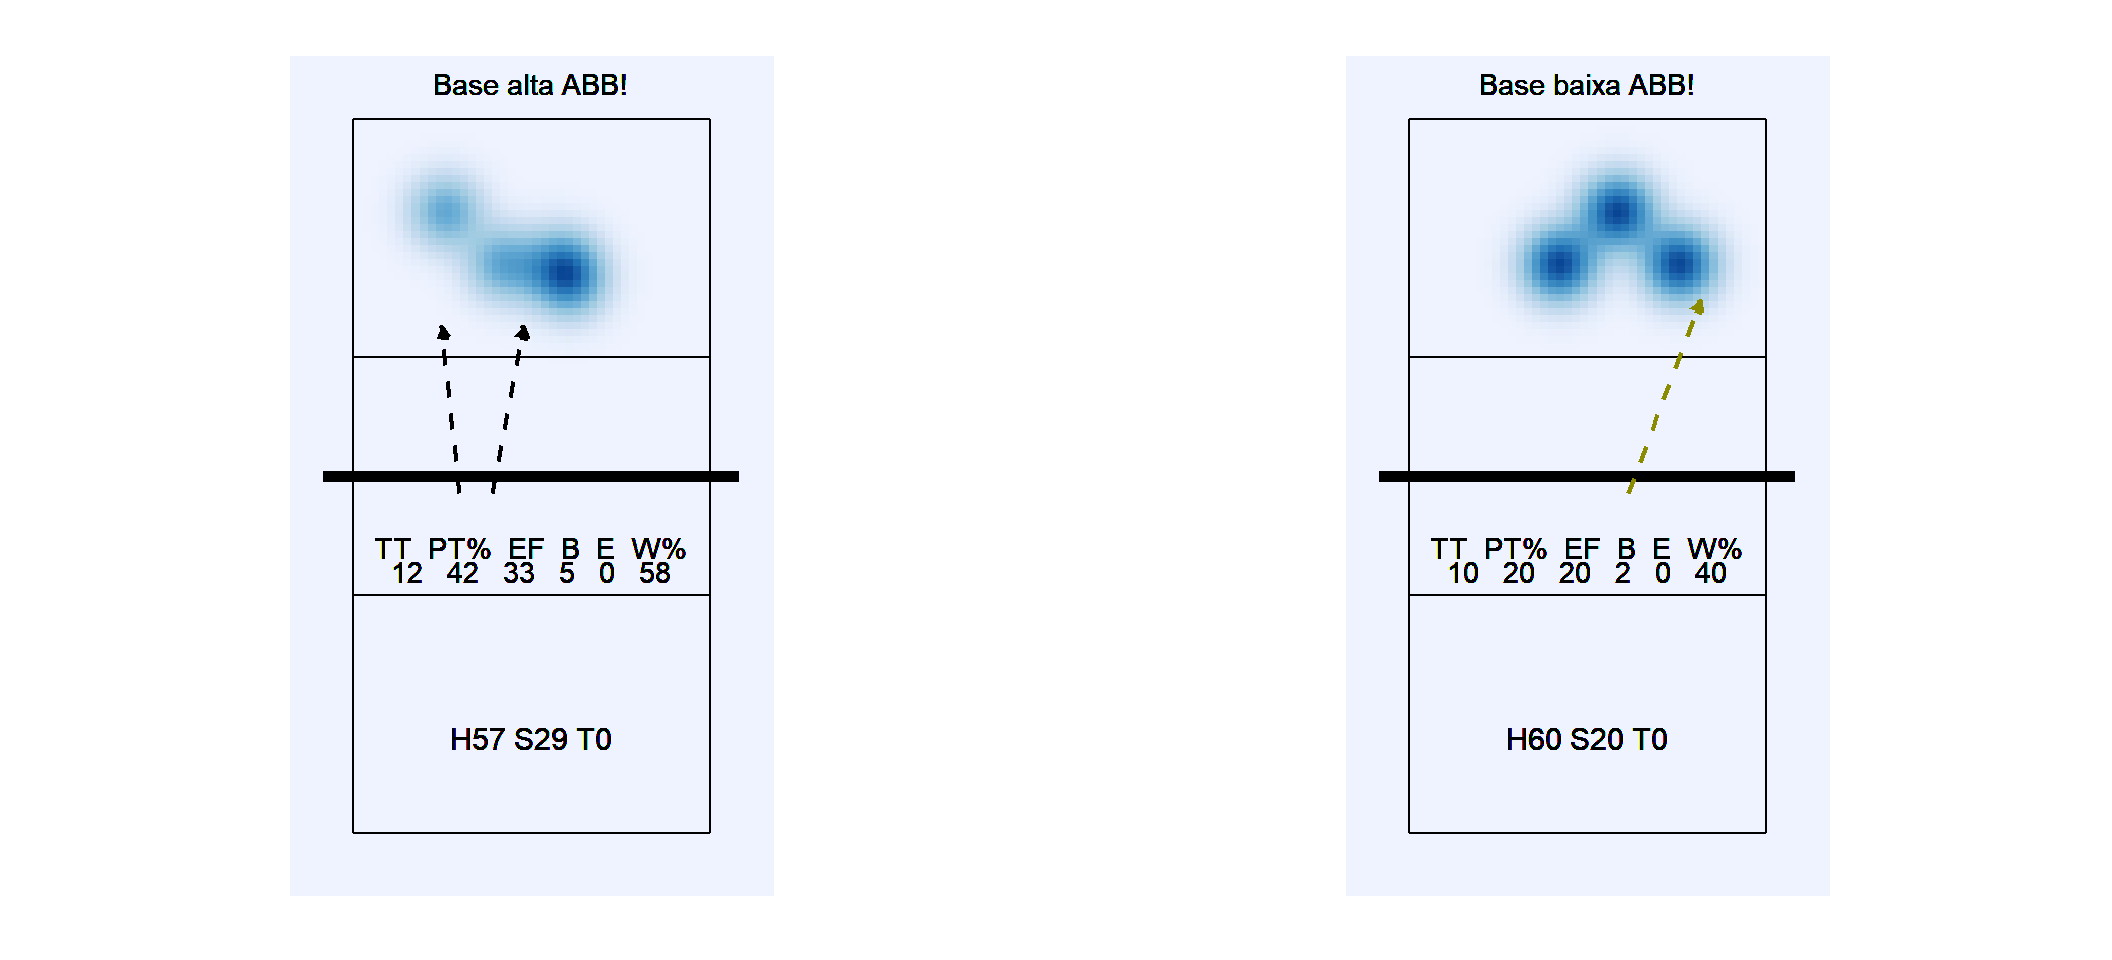 Base alta ABB!
TT PT% EF B E W%
12 42 33 5 0 58
H57 S29 T0
Base baixa ABB!
TT PT% EF B E W%
10 20 20 2 0 40
H60 S20 T0